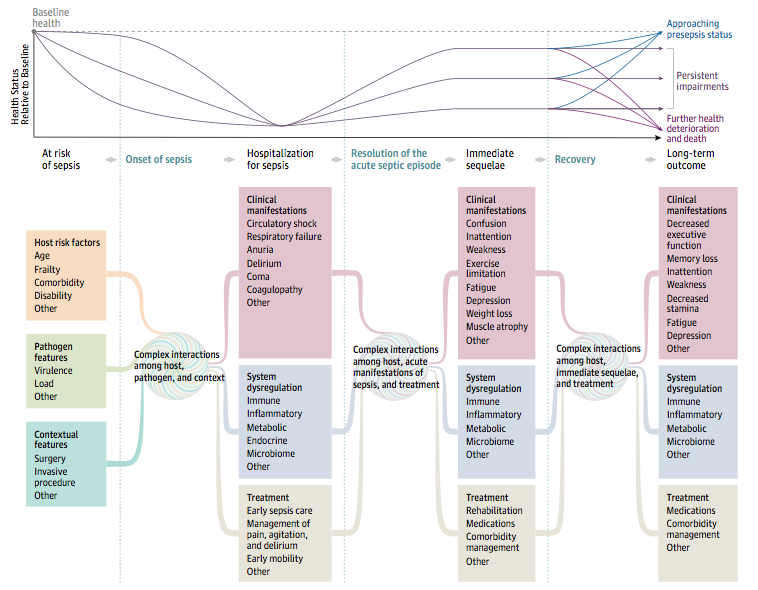 Baseline
health
Health Status
Relative to Baseline
Approaching
presepsis status
Persistent
impairments
Further health
deterioration
and death
At risk
of sepsis
Onset of sepsis
Hospitalization
for sepsis
Resolution of the
acute septic episode
Immediate
sequelae
Recovery
Long-term
outcome
Host risk factors
Age
Frailty
Comorbidity
Disability
Other
Pathogen
features
Virulence
Load
Other
Contextual
features
Surgery
Invasive
procedure
Other
Complex interactions
among host,
pathogen, and context
Clinical
manifestations
Circulatory shock
Respiratory failure
Anuria
Delirium
Coma
Coagulopathy
Other
System
dysregulation
Immune
Inflammatory
Metabolic
Endocrine
Microbiome
Other
Treatment
Early sepsis care
Management of
pain, agitation,
and delirium
Early mobility
Other
Complex interactions
among host, acute
manifestations of
sepsis, and treatment
Clinical
manifestations
Confusion
Inattention
Weakness
Exercise
limitation
Fatigue
Depression
Weight loss
Muscle atrophy
Other
System
dysregulation
Immune
Inflammatory
Metabolic
Microbiome
Other
Treatment
Rehabilitation
Medications
Comorbidity
management
Other
Complex interactions
among host,
immediate sequelae,
and treatment
Clinical
manifestations
Decreased
executive
function
Memory loss
Inattention
Weakness
Decreased
stamina
Fatigue
Depression
Other
System
dysregulation
Immune
Inflammatory
Metabolic
Microbiome
Other
Treatment
Medications
Comorbidity
management
Other